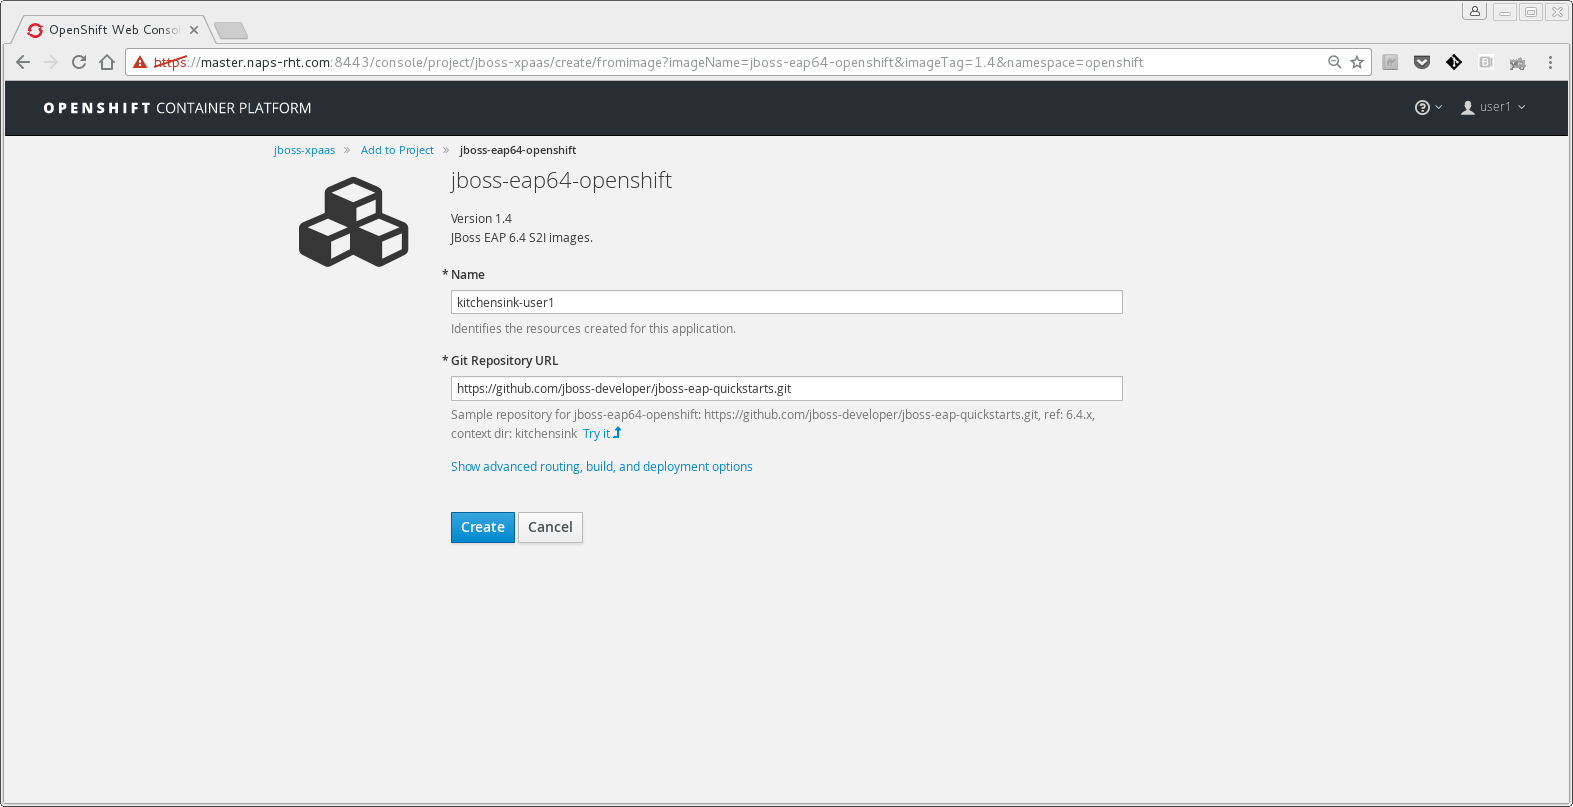 OpenShift Web Conso
https://master.naps-rht.com:8443/console/project/jboss-xpaas/create/fromimage?imageName=jboss-eap64-openshift&imageTag=1.4&namespace=openshift
OPENSHIFT CONTAINER PLATFORM
user1
jboss-xpaas » Add to Project » jboss-eap64-openshift
jboss-eap64-openshift
Version 1.4
JBoss EAP 6.4 S2I images.
* Name
kitchensink-user1
Identifies the resources created for this application.
* Git Repository URL
https://github.com/jboss-developer/jboss-eap-quickstarts.git
Sample repository for jboss-eap64-openshift: https://github.com/jboss-developer/jboss-eap-quickstarts.git, ref: 6.4.x,
context dir: kitchensink Try it
Show advanced routing, build, and deployment options
Create Cancel